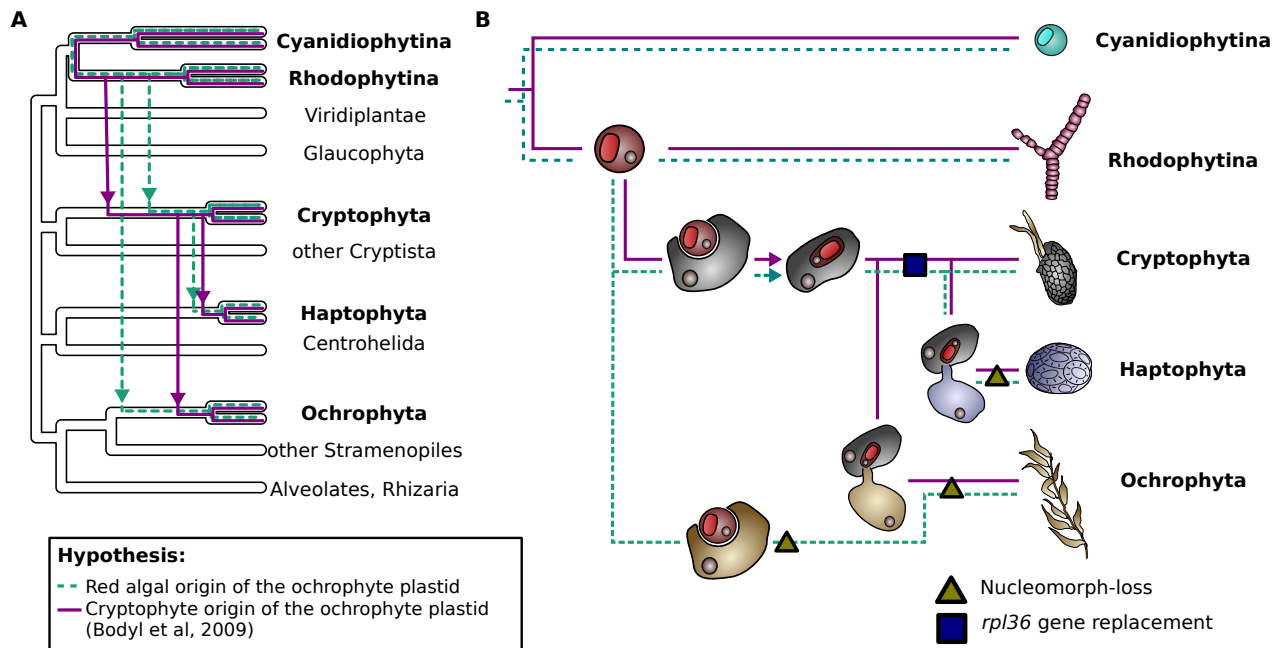 A
Cyanidiophytina
Rhodophytina
Viridiplantae
Glaucophyta
Cryptophyta
other Cryptista
Haptophyta
Centrohelida
Ochrophyta
other Stramenopiles
Alveolates, Rhizaria
Hypothesis:
Red algal origin of the ochrophyte plastid
Cryptophyte origin of the ochrophyte plastid
(Bodyl et al, 2009)
B
Cyanidiophytina
Rhodophytina
Cryptophyta
Haptophyta
Ochrophyta
Nucleomorph-loss
rpl36 gene replacement